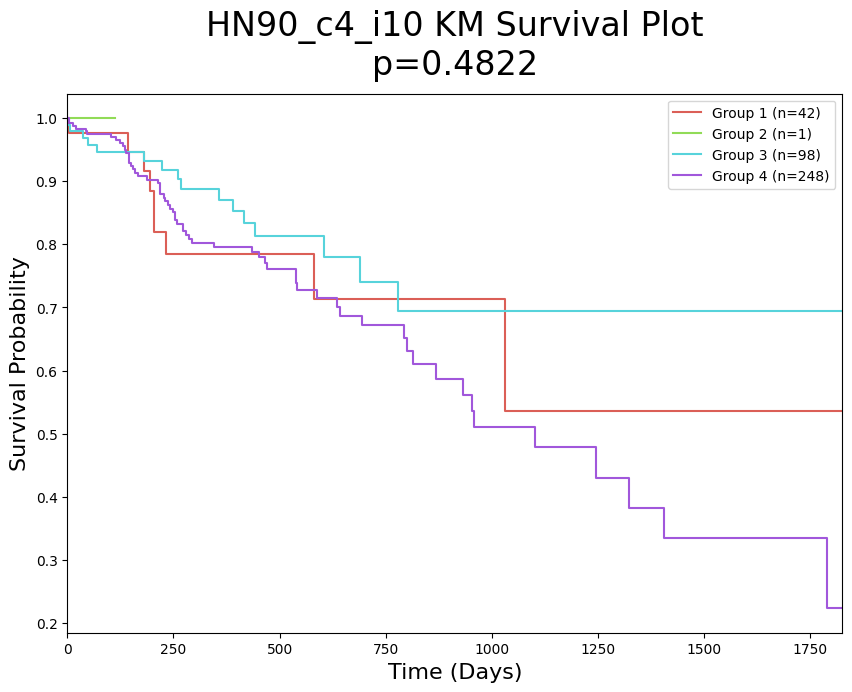 HN90_c4_i10 KM Survival Plot
p=0.4822
Group 1 (n=42)
Group 2 (n=1)
Group 3 (n=98)
Group 4 (n=248)
Survival Probability
1.0
0.9
0.8
0.7
0.6
0.5
0.4
0.3
0.2
0
250
500
750
1000
1250
1500
1750
Time (Days)